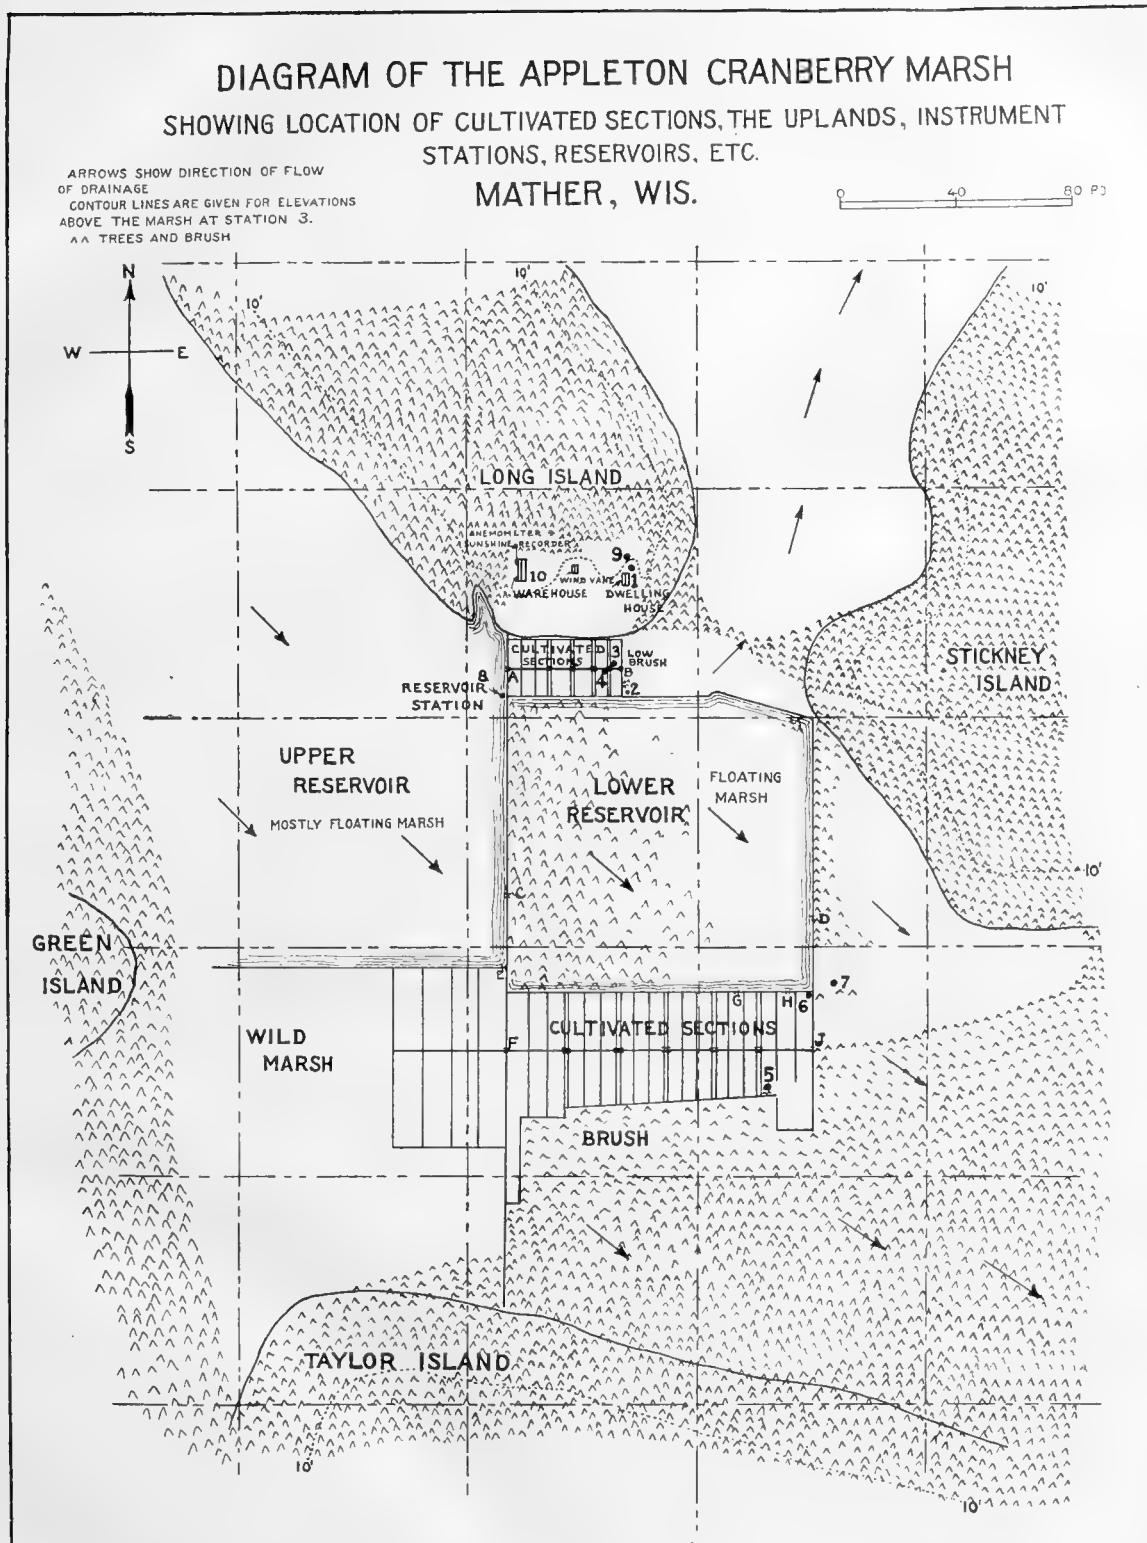 DIAGRAM OF THE APPLETON CRANBERRY MARSH
SHOWING LOCATION OF CULTIVATED SECTIONS, THE UPLANDS, INSTRUMENT
STATIONS, RESERVOIRS, ETC.
MATHER, WIS.
ARROWS SHOW DIRECTION OF FLOW
OF DRAINAGE
CONTOUR LINES ARE GIVEN FOR ELEVATIONS
ABOVE THE MARSH AT STATION 3.
^^ TREES AND BRUSH
0 40 80
N
W E
S
10'
10'
10'
LONG ISLAND
ANEMOMETER &
SUNSHINE RECORDER
9
10
WIND VANE
1
WAREHOUSE
DWELLING
HOUSE
CULTIVATED
SECTIONS
D
3
LOW
BRUSH
A
4
B
2
8
RESERVOIR
STATION
STICKNEY
ISLAND
UPPER
RESERVOIR
MOSTLY FLOATING MARSH
LOWER
RESERVOIR
FLOATING
MARSH
10'
C
D
GREEN
ISLAND
E
7
G
H
6
WILD
MARSH
CULTIVATED SECTIONS
F
J
5
BRUSH
TAYLOR ISLAND
10'
10'